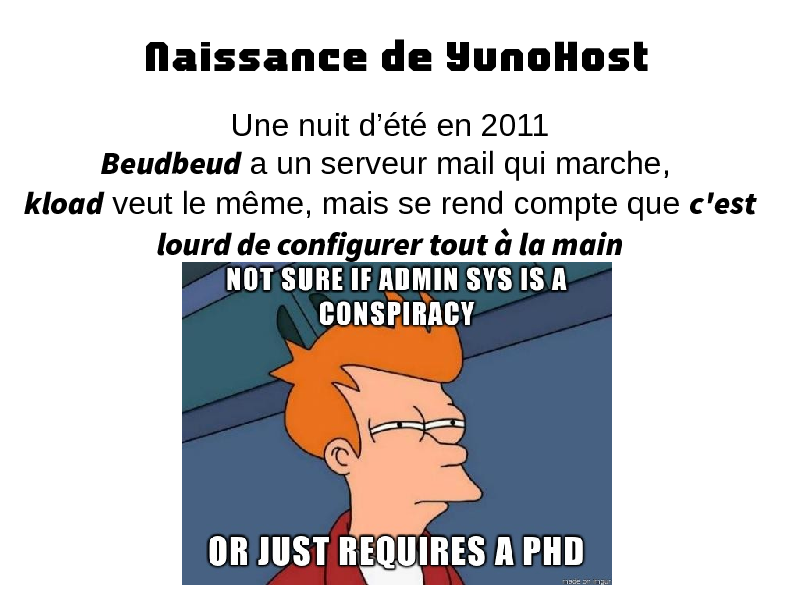 Naissance de YunoHost
Une nuit d’été en 2011
Beudbeud a un serveur mail qui marche,
kload veut le même, mais se rend compte que c'est
lourd de configurer tout à la main
NOT SURE IF ADMIN SYS IS A
CONSPIRACY
OR JUST REQUIRES A PHD
made on imgur